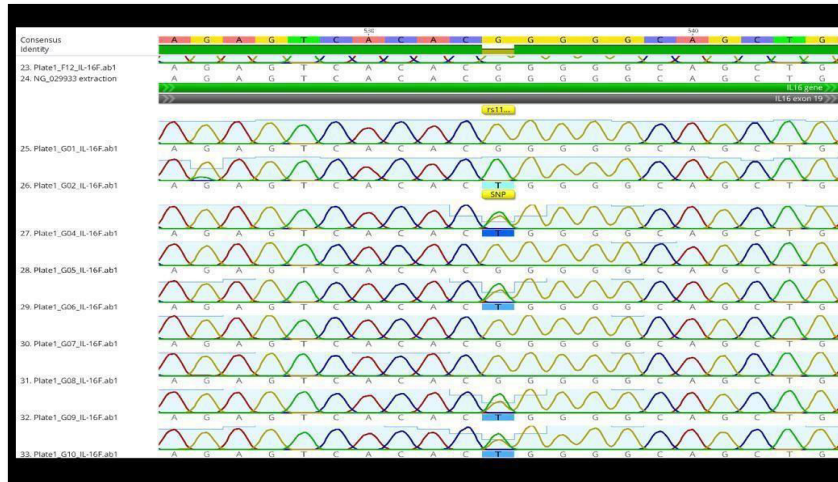 530 540
Consensus A G A G T C A C A C G G G G G C A G C T G
Identity
23. Plate1_F12_IL-16F.ab1 A G A G T C A C A C G G G G G C A G C T G
24. NG_029933 extraction A G A G T C A C A C G G G G G C A G C T G
IL16 gene
IL16 exon 19
rs11...
25. Plate1_G01_IL-16F.ab1 A G A G T C A C A C G G G G G C A G C T G
26. Plate1_G02_IL-16F.ab1 A G A G T C A C A C T G G G G C A G C T G
SNP
27. Plate1_G04_IL-16F.ab1 A G A G T C A C A C T G G G G C A G C T G
28. Plate1_G05_IL-16F.ab1 A G A G T C A C A C G G G G G C A G C T G
29. Plate1_G06_IL-16F.ab1 A G A G T C A C A C T G G G G C A G C T G
30. Plate1_G07_IL-16F.ab1 A G A G T C A C A C G G G G G C A G C T G
31. Plate1_G08_IL-16F.ab1 A G A G T C A C A C G G G G G C A G C T G
32. Plate1_G09_IL-16F.ab1 A G A G T C A C A C T G G G G C A G C T G
33. Plate1_G10_IL-16F.ab1 A G A G T C A C A C T G G G G C A G C T G